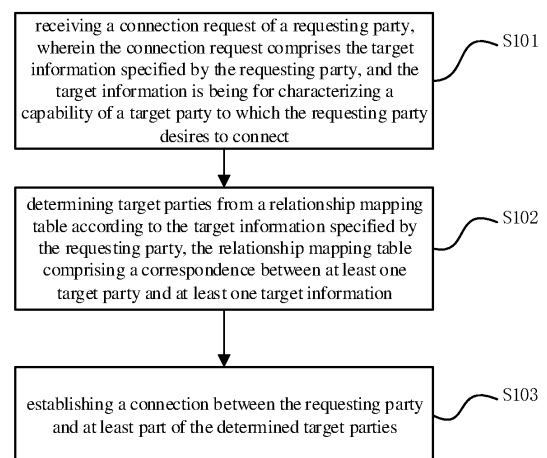 receiving a connection request of a requesting party,
wherein the connection request comprises the target
information specified by the requesting party, and the
target information is being for characterizing a
capability of a target party to which the requesting party
desires to connect
S101
determining target parties from a relationship mapping
table according to the target information specified by
the requesting party, the relationship mapping table
comprising a correspondence between at least one
target party and at least one target information
S102
establishing a connection between the requesting party
and at least part of the determined target parties
S103